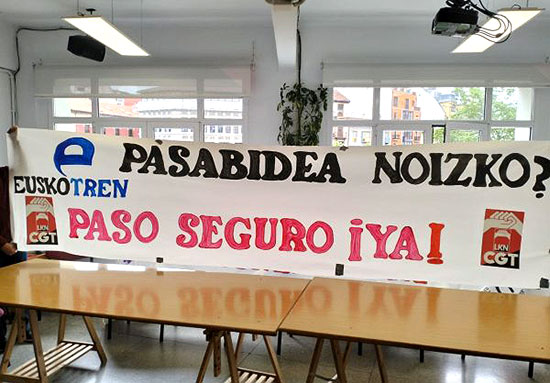 PASABIDEA NOIZKO?
EUSKOTREN
PASO SEGURO ¡YA!
LKN
CGT
LKN
CGT